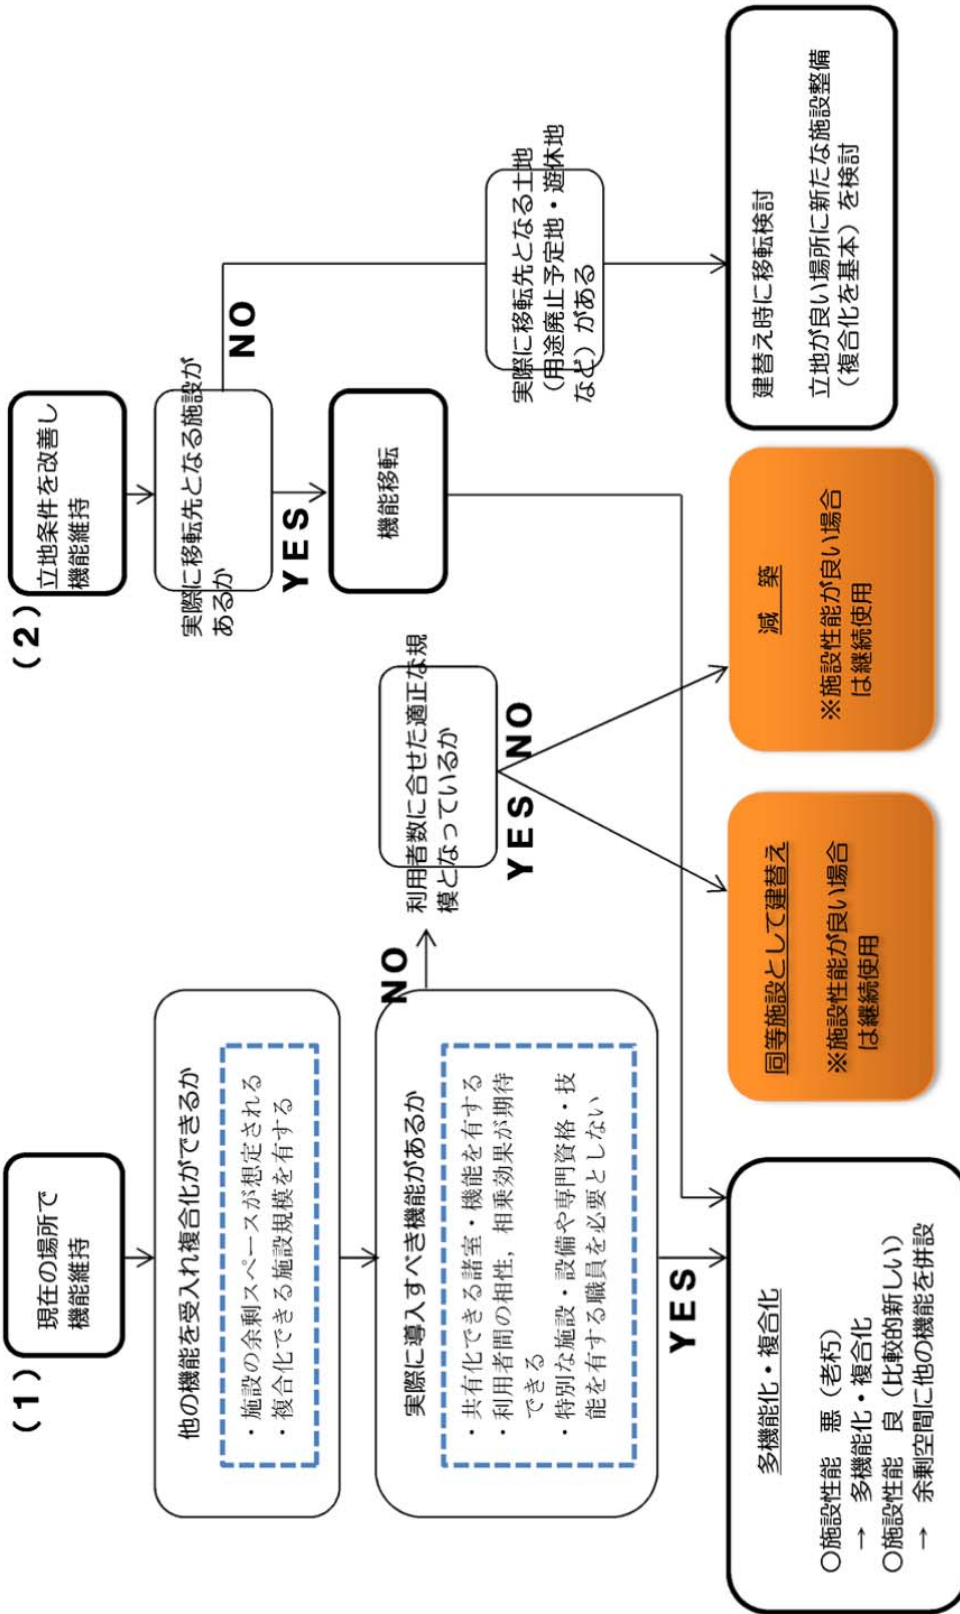 （１）
現在の場所で
機能維持
他の機能を受入れ複合化ができるか
・施設の余剰スペースが想定される
・複合化できる施設規模を有する
実際に導入すべき機能があるか
・共有化できる諸室・機能を有する
・利用者間の相性，相乗効果が期待
できる
・特別な施設・設備や専門資格・技
能を有する職員を必要としない
NO
YES
利用者数に合せた適正な規
模となっているか
YES
NO
多機能化・複合化
○施設性能　悪（老朽）
→　多機能化・複合化
○施設性能　良（比較的新しい）
→　余剰空間に他の機能を併設
同等施設として建替え
※施設性能が良い場合
は継続使用
減　築
※施設性能が良い場合
は継続使用
（２）
立地条件を改善し
機能維持
実際に移転先となる施設が
あるか
YES
NO
機能移転
実際に移転先となる土地
（用途廃止予定地・遊休地
など）がある
建替え時に移転検討
立地が良い場所に新たな施設整備
（複合化を基本）を検討